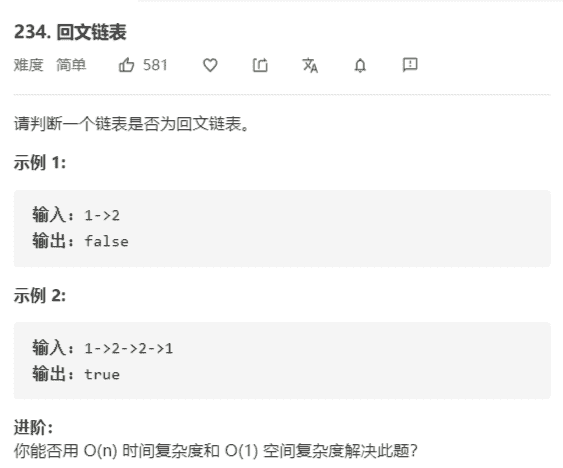 234. 回文链表
难度 简单 581
请判断一个链表是否为回文链表。
示例 1:
输入: 1->2
输出: false
示例 2:
输入: 1->2->2->1
输出: true
进阶：
你能否用 O(n) 时间复杂度和 O(1) 空间复杂度解决此题？